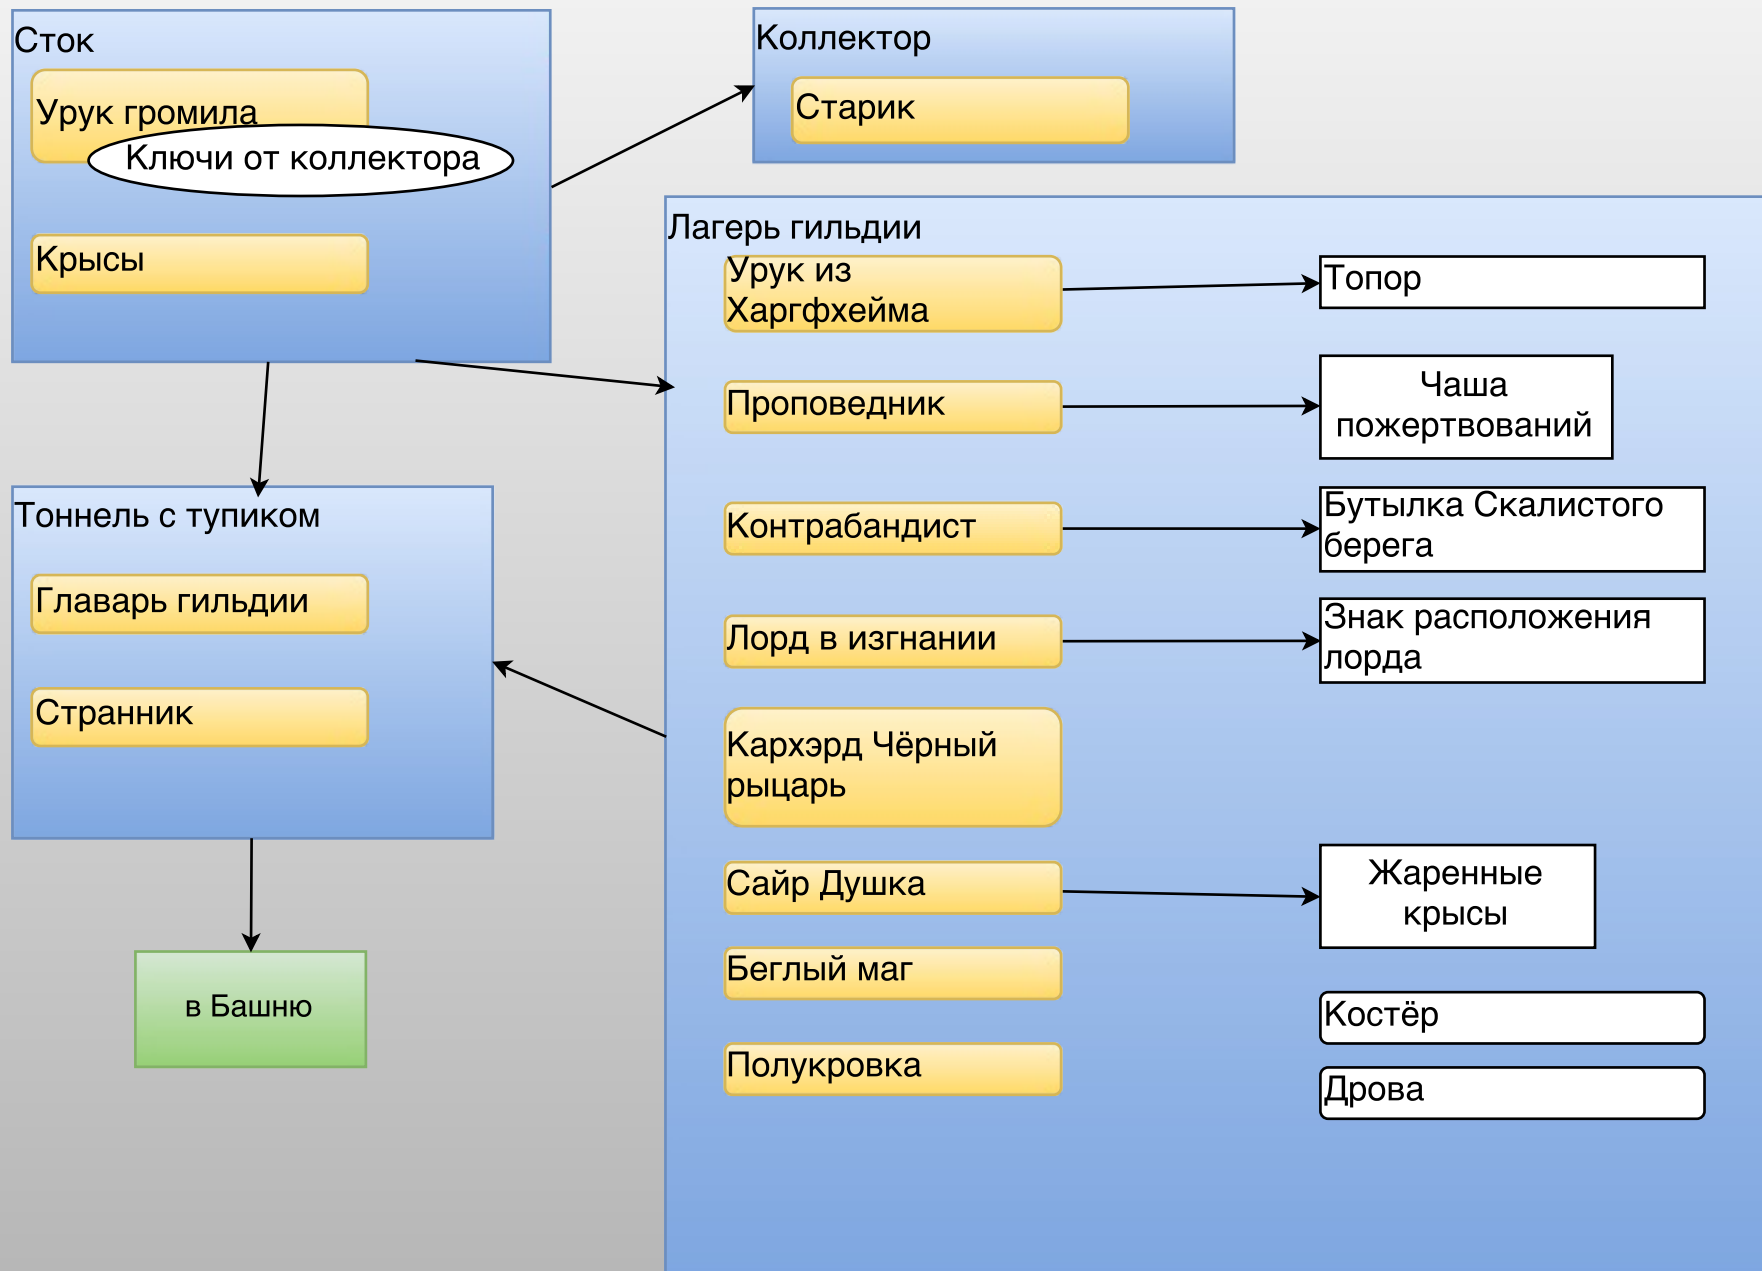 Сток
Урук громила
Ключи от коллектора
Крысы
Коллектор
Старик
Лагерь гильдии
Урук из
Харгфхейма
Топор
Проповедник
Чаша
пожертвований
Контрабандист
Бутылка Скалистого
берега
Лорд в изгнании
Знак расположения
лорда
Кархэрд Чёрный
рыцарь
Сайр Душка
Жаренные
крысы
Беглый маг
Костёр
Полукровка
Дрова
Тоннель с тупиком
Главарь гильдии
Странник
в Башню